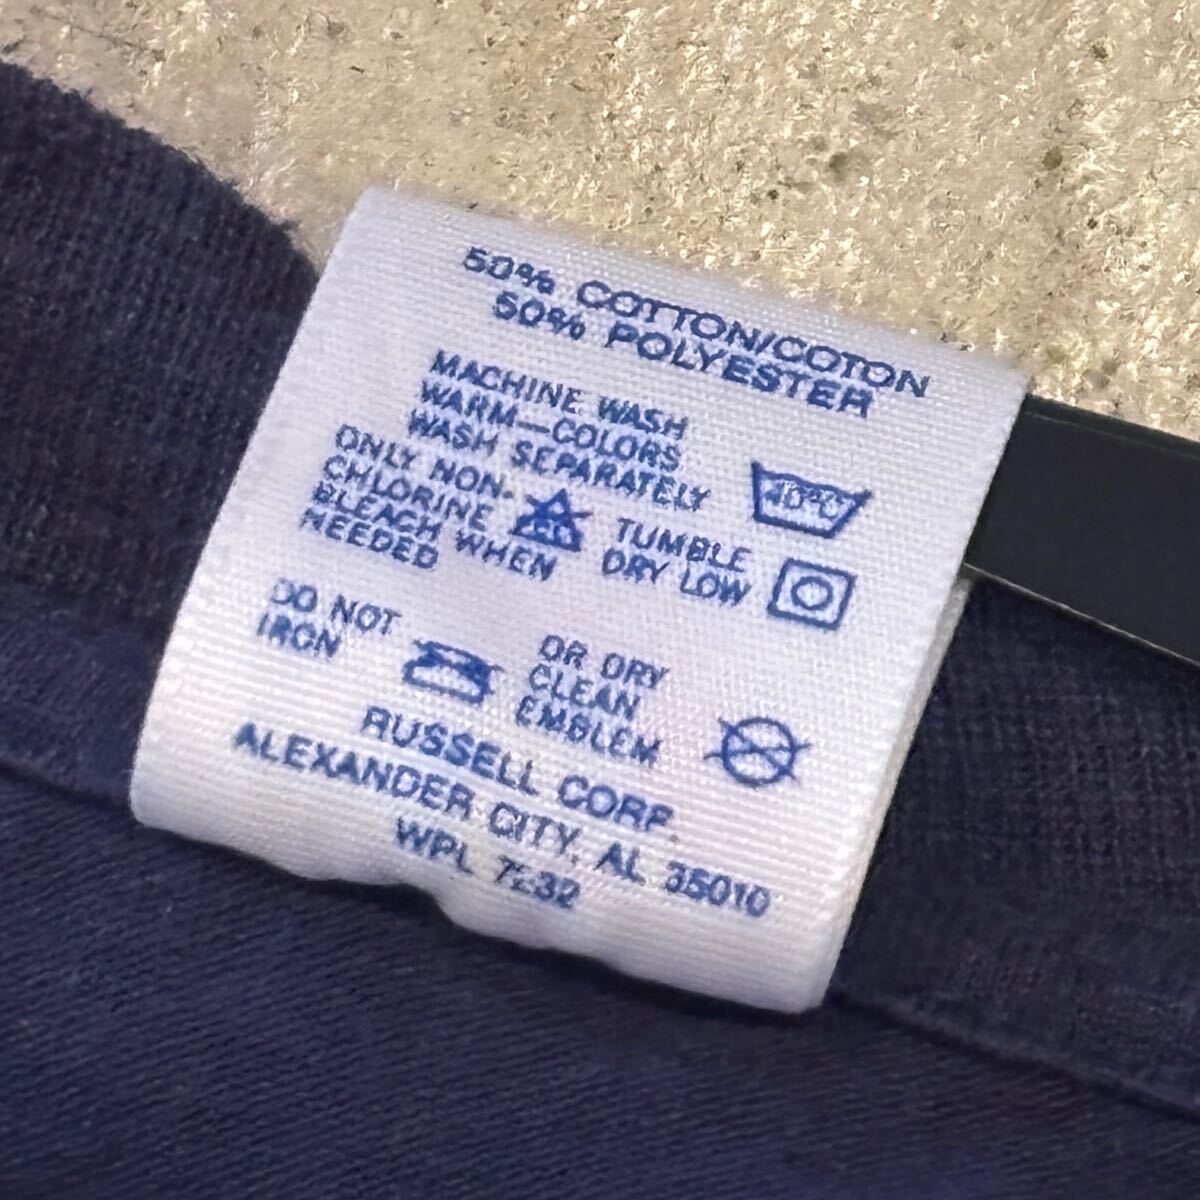 50% COTTON/COTON
50% POLYESTER
MACHINE WASH
WARM—COLORS
WASH SEPARATELY
40°C
ONLY NON-
CHLORINE
BLEACH WHEN
NEEDED
TUMBLE
DRY LOW
DO NOT
IRON
OR DRY
CLEAN
EMBLEM
RUSSELL CORP.
ALEXANDER CITY, AL 35010
WPL 7232